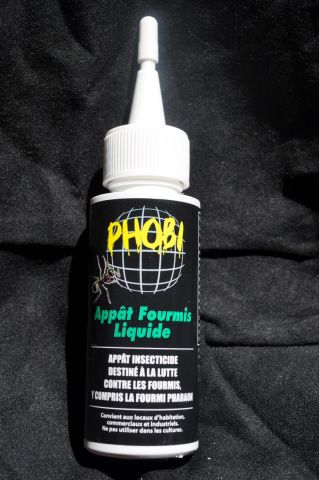 PHOBI
Appât Fourmis
Liquide
APPÂT INSECTICIDE
DESTINÉ À LA LUTTE
CONTRE LES FOURMIS,
Y COMPRIS LA FOURMI PHARAON
Convient aux locaux d'habitation,
commerciaux et industriels.
Ne pas utiliser dans les cultures.